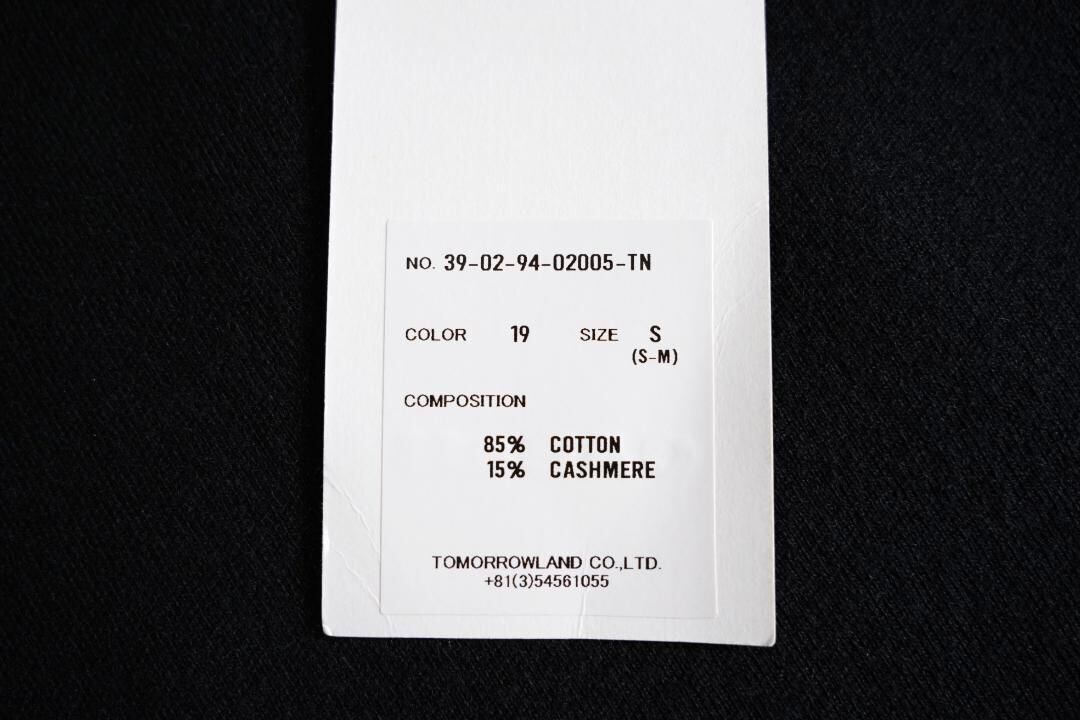 NO. 39-02-94-02005-TN
COLOR 19 SIZE S
(S-M)
COMPOSITION
85% COTTON
15% CASHMERE
TOMORROWLAND CO.,LTD.
+81(3)54561055